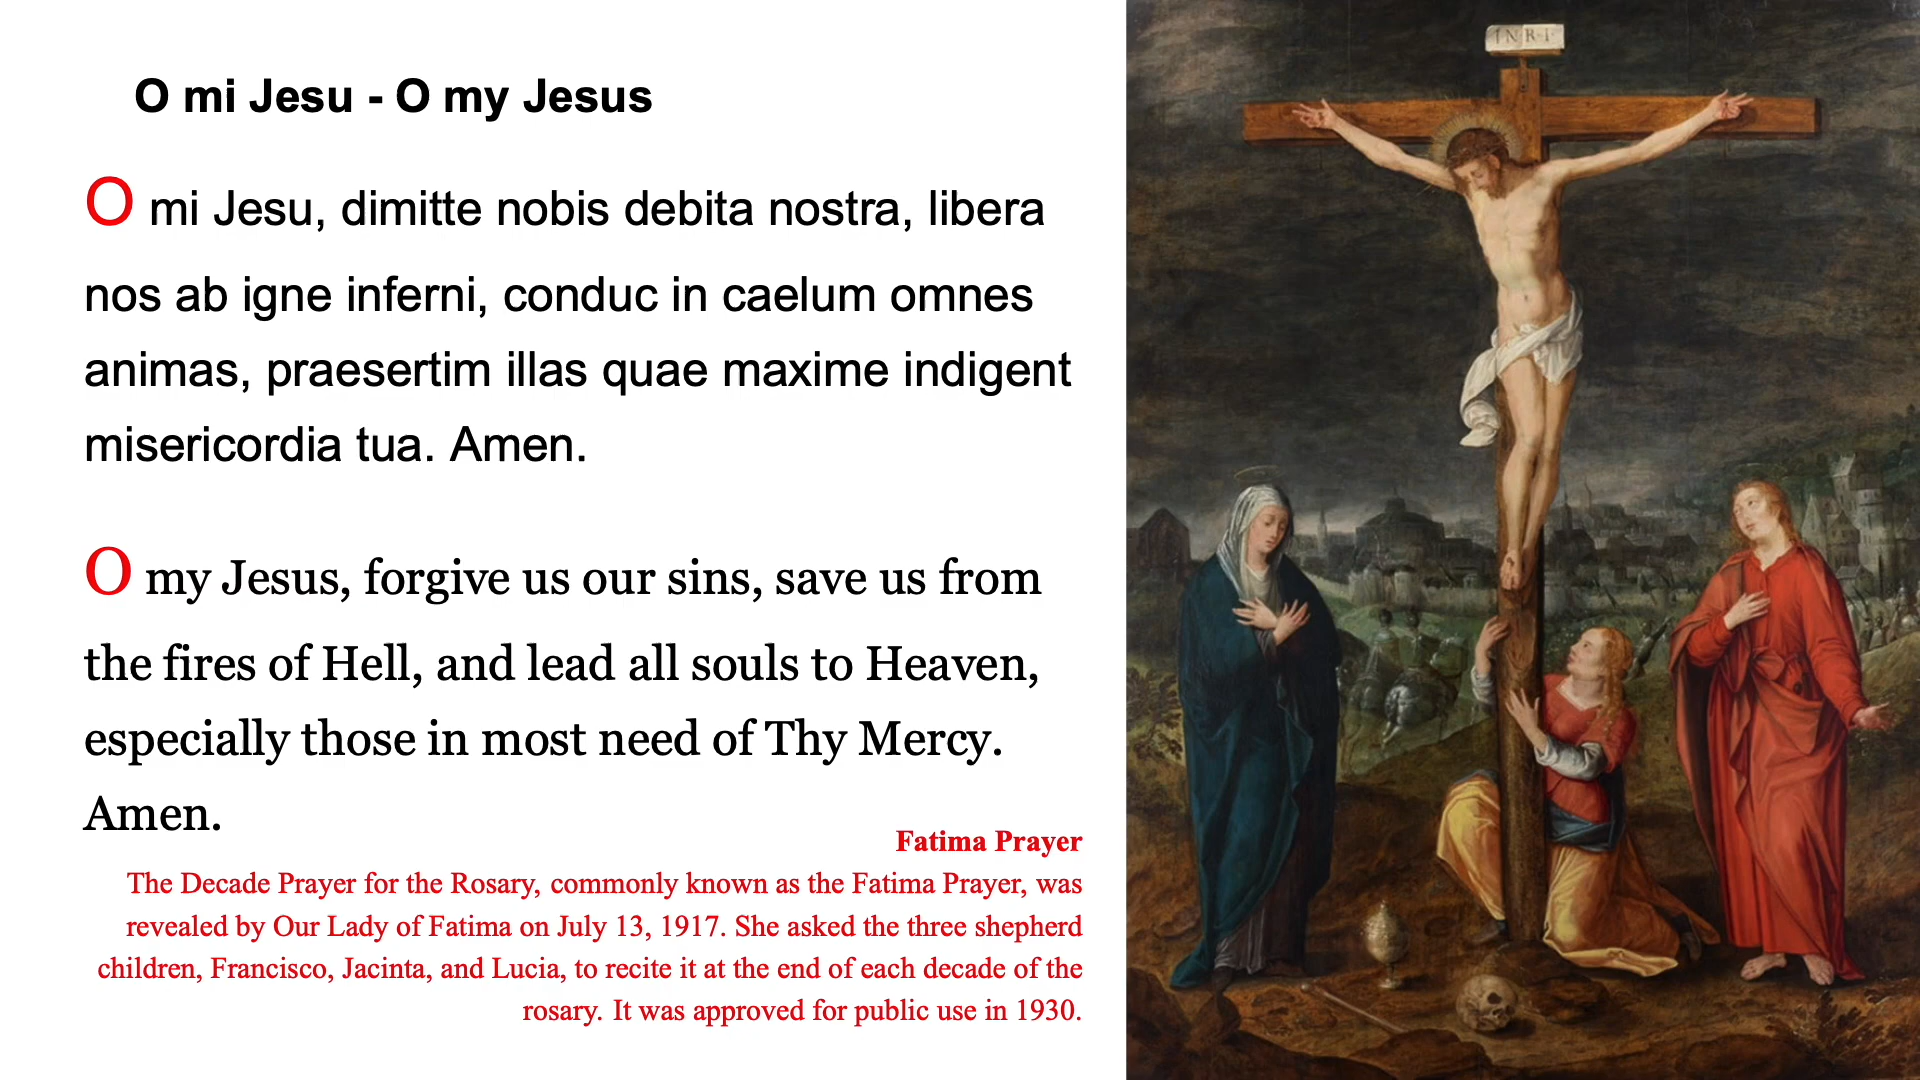 O mi Jesu - O my Jesus
O mi Jesu, dimitte nobis debita nostra, libera
nos ab igne inferni, conduc in caelum omnes
animas, praesertim illas quae maxime indigent
misericordia tua. Amen.
O my Jesus, forgive us our sins, save us from
the fires of Hell, and lead all souls to Heaven,
especially those in most need of Thy Mercy.
Amen.
Fatima Prayer
The Decade Prayer for the Rosary, commonly known as the Fatima Prayer, was
revealed by Our Lady of Fatima on July 13, 1917. She asked the three shepherd
children, Francisco, Jacinta, and Lucia, to recite it at the end of each decade of the
rosary. It was approved for public use in 1930.
INRI